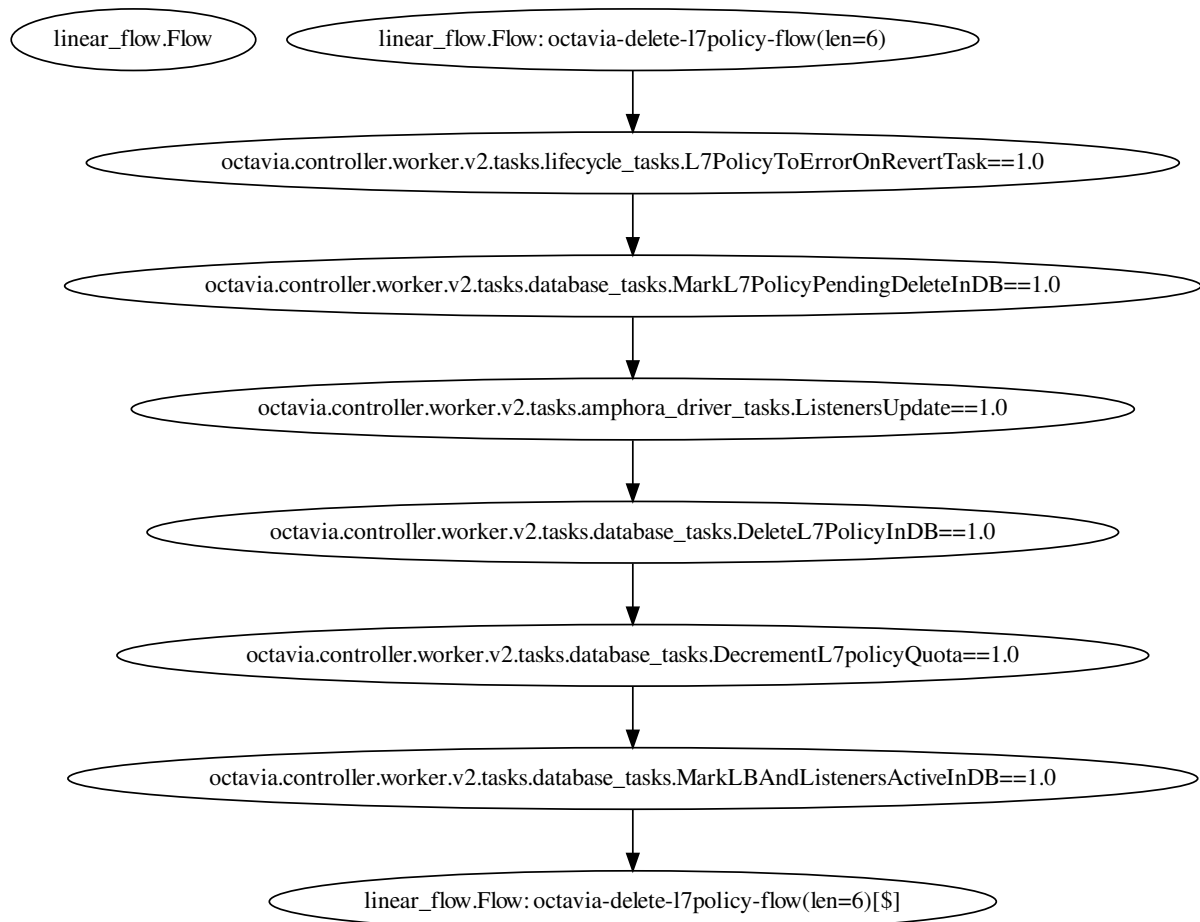 linear_flow.Flow
linear_flow.Flow: octavia-delete-l7policy-flow(len=6)
octavia.controller.worker.v2.tasks.lifecycle_tasks.L7PolicyToErrorOnRevertTask==1.0
octavia.controller.worker.v2.tasks.database_tasks.MarkL7PolicyPendingDeleteInDB==1.0
octavia.controller.worker.v2.tasks.amphora_driver_tasks.ListenersUpdate==1.0
octavia.controller.worker.v2.tasks.database_tasks.DeleteL7PolicyInDB==1.0
octavia.controller.worker.v2.tasks.database_tasks.DecrementL7policyQuota==1.0
octavia.controller.worker.v2.tasks.database_tasks.MarkLBAndListenersActiveInDB==1.0
linear_flow.Flow: octavia-delete-l7policy-flow(len=6)[$]